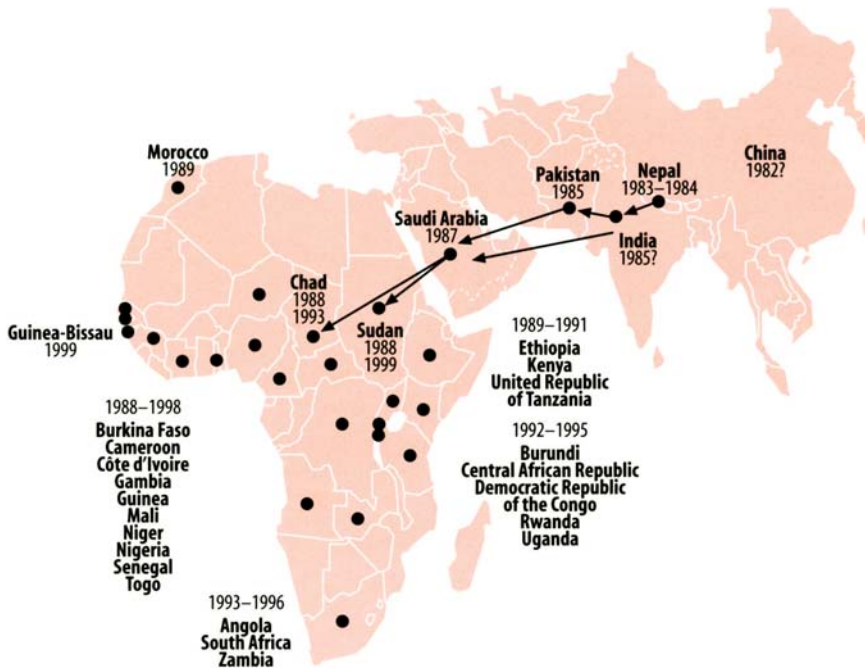 Morocco
1989
Pakistan
1985
Nepal
1983–1984
China
1982?
Saudi Arabia
1987
India
1985?
Chad
1988
1993
Sudan
1988
1999
Guinea-Bissau
1999
1989–1991
Ethiopia
Kenya
United Republic
of Tanzania
1988–1998
Burkina Faso
Cameroon
Côte d’Ivoire
Gambia
Guinea
Mali
Niger
Nigeria
Senegal
Togo
1992–1995
Burundi
Central African Republic
Democratic Republic
of the Congo
Rwanda
Uganda
1993–1996
Angola
South Africa
Zambia